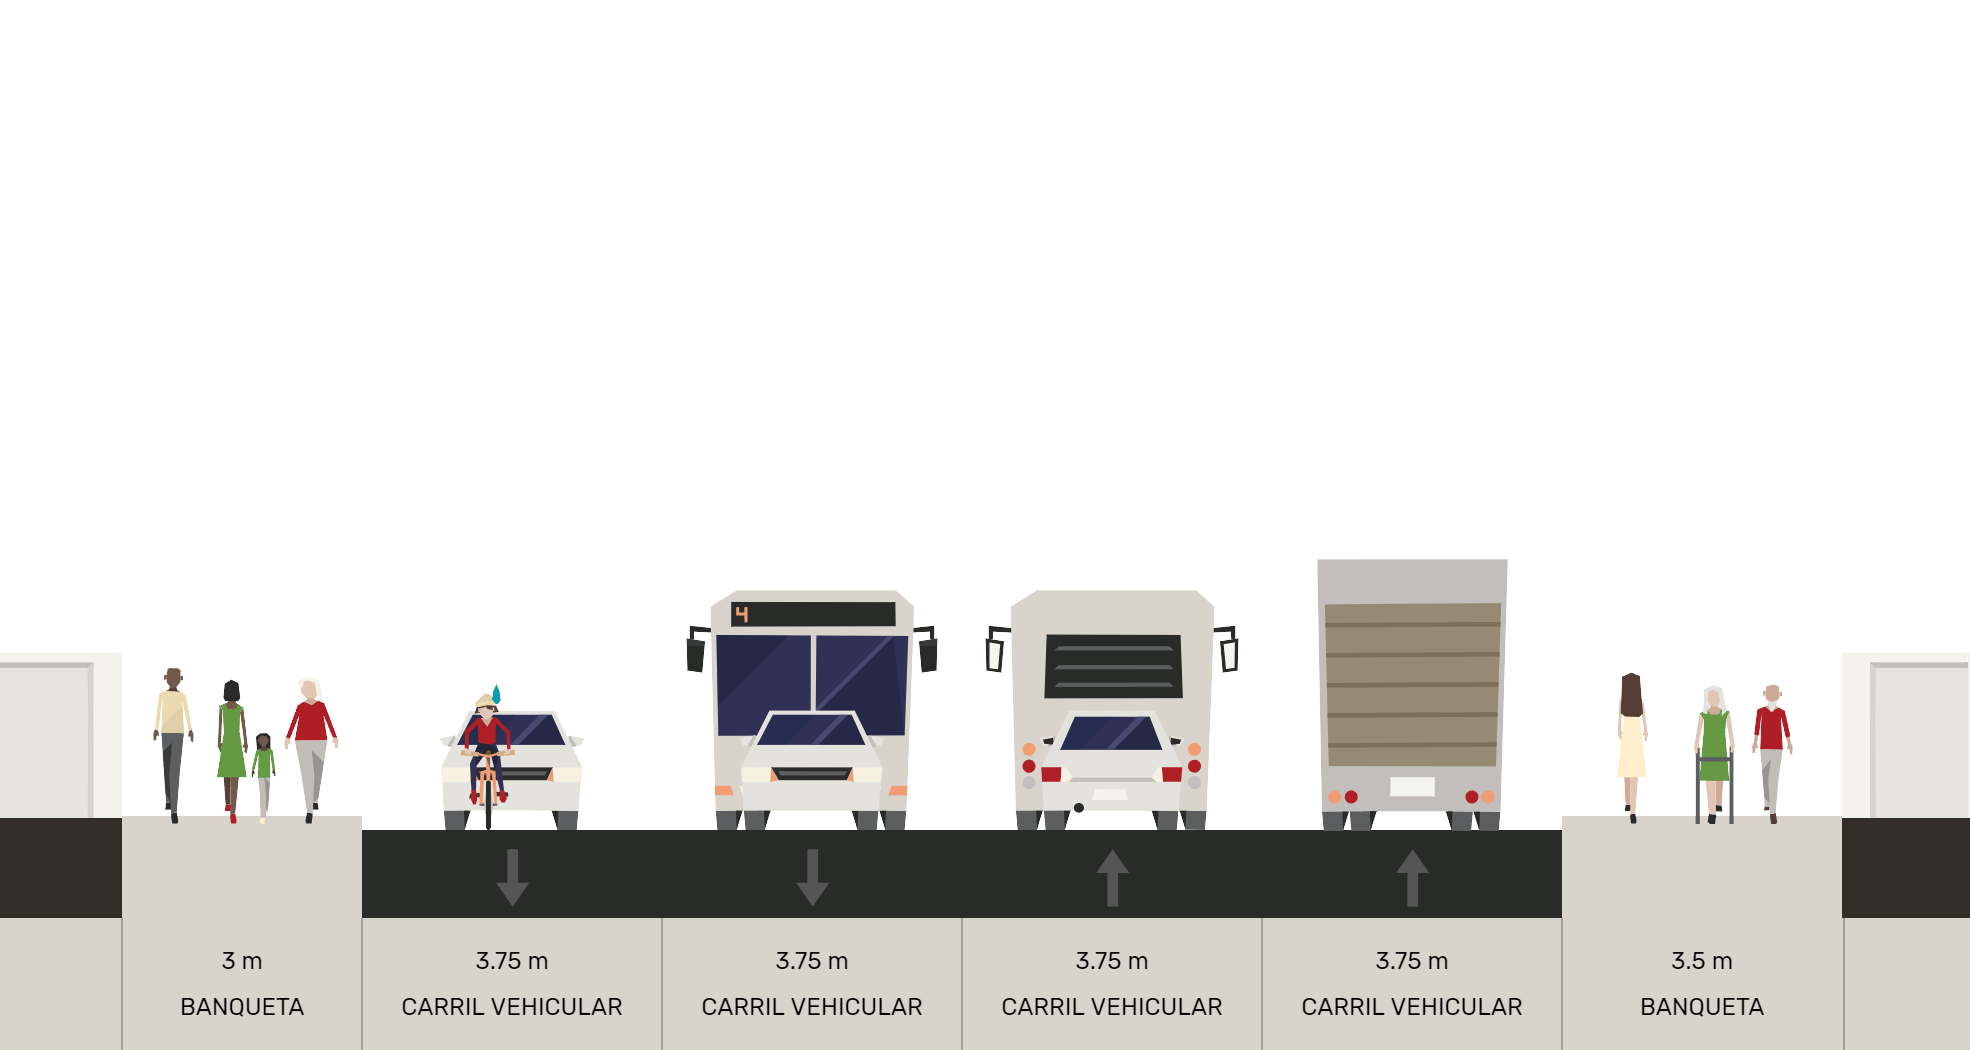 4
3 m
BANQUETA
3.75 m
CARRIL VEHICULAR
3.75 m
CARRIL VEHICULAR
3.75 m
CARRIL VEHICULAR
3.75 m
CARRIL VEHICULAR
3.5 m
BANQUETA